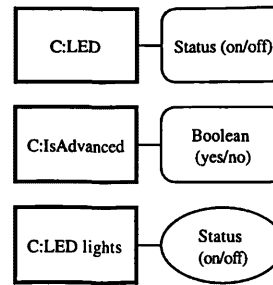 C:LED
Status (on/off)
C:IsAdvanced
Boolean
(yes/no)
C:LED lights
Status
(on/off)